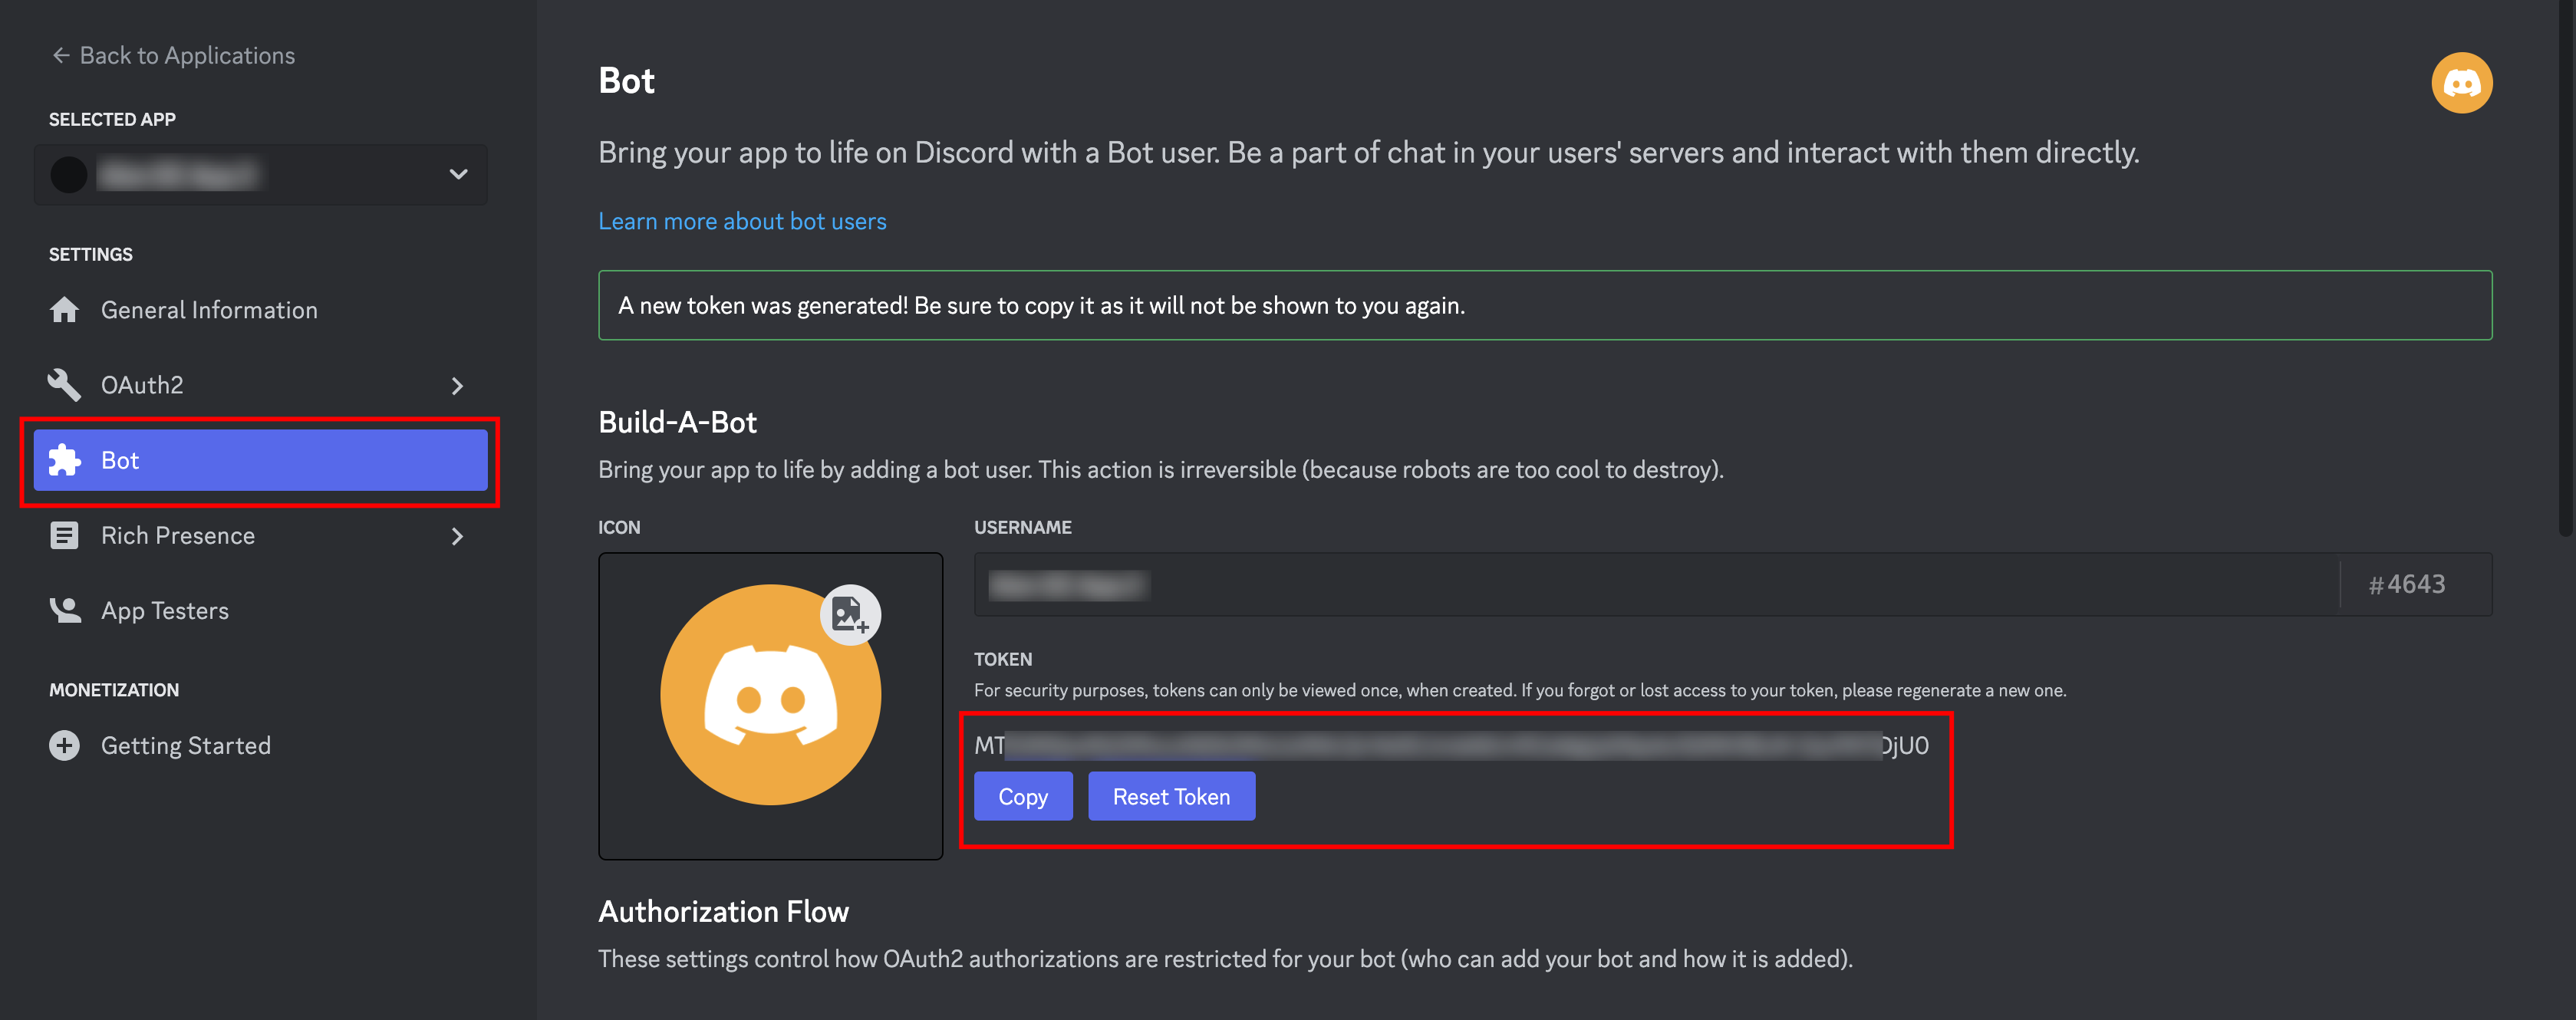 ← Back to Applications
SELECTED APP
SETTINGS
General Information
OAuth2
Bot
Rich Presence
App Testers
MONETIZATION
Getting Started
Bot
Bring your app to life on Discord with a Bot user. Be a part of chat in your users' servers and interact with them directly.
Learn more about bot users
A new token was generated! Be sure to copy it as it will not be shown to you again.
Build-A-Bot
Bring your app to life by adding a bot user. This action is irreversible (because robots are too cool to destroy).
ICON
USERNAME
#4643
TOKEN
For security purposes, tokens can only be viewed once, when created. If you forgot or lost access to your token, please regenerate a new one.
MT DjU0
Copy
Reset Token
Authorization Flow
These settings control how OAuth2 authorizations are restricted for your bot (who can add your bot and how it is added).